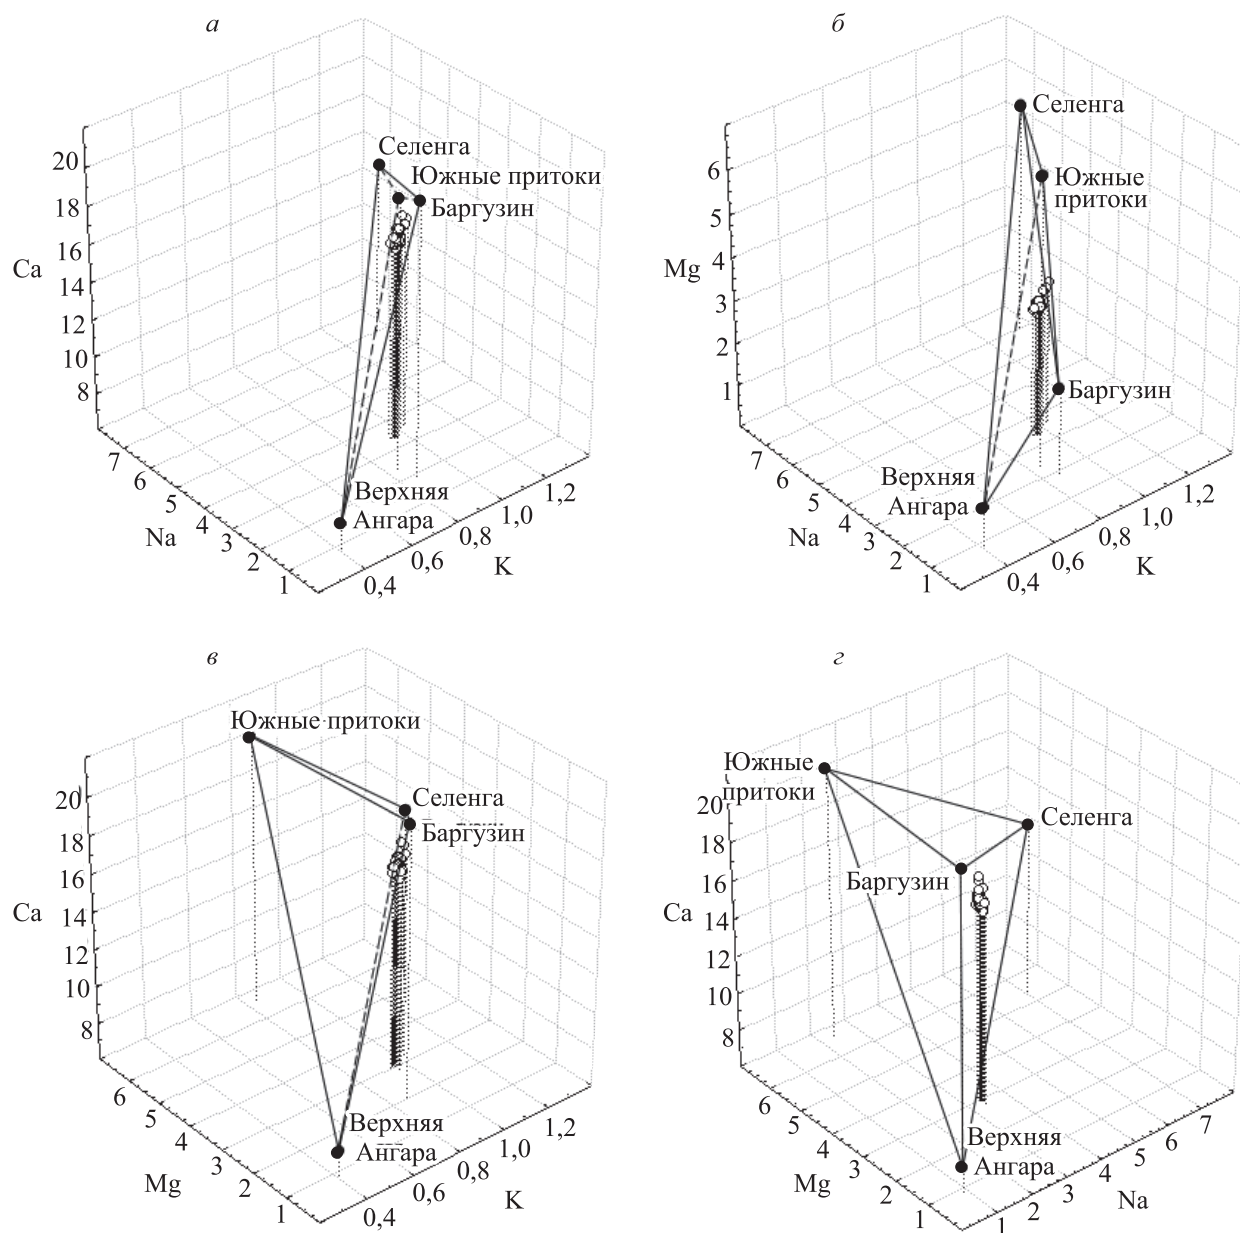 а
Селенга
Южные притоки
Баргузин
Верхняя
Ангара
Ca
20
18
16
14
12
10
8
7
6
5
4
3
2
1
Na
0,4
0,6
0,8
1,0
1,2
K
б
Селенга
Южные
притоки
Баргузин
Верхняя
Ангара
Mg
6
5
4
3
2
1
7
6
5
4
3
2
1
Na
0,4
0,6
0,8
1,0
1,2
K
в
Южные притоки
Селенга
Баргузин
Верхняя
Ангара
Ca
20
18
16
14
12
10
8
6
5
4
3
2
1
Mg
0,4
0,6
0,8
1,0
1,2
K
г
Южные
притоки
Селенга
Баргузин
Верхняя
Ангара
Ca
20
18
16
14
12
10
8
6
5
4
3
2
1
Mg
1
2
3
4
5
6
7
Na